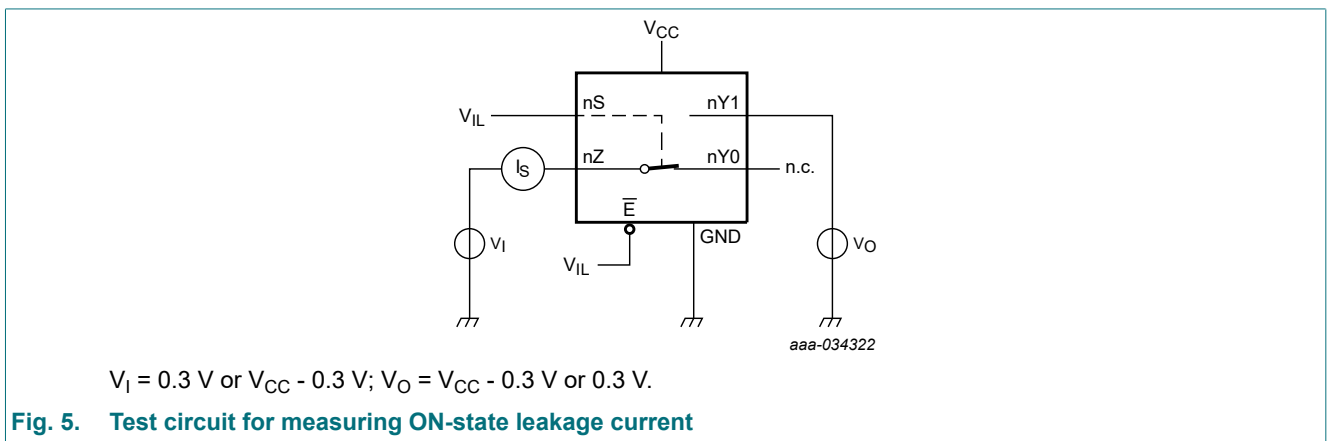 VCC
nS
nY1
VIL
nZ
nY0
IS
n.c.
E
GND
VI
VO
VIL
aaa-034322
VI = 0.3 V or VCC - 0.3 V; VO = VCC - 0.3 V or 0.3 V.
Fig. 5. Test circuit for measuring ON-state leakage current